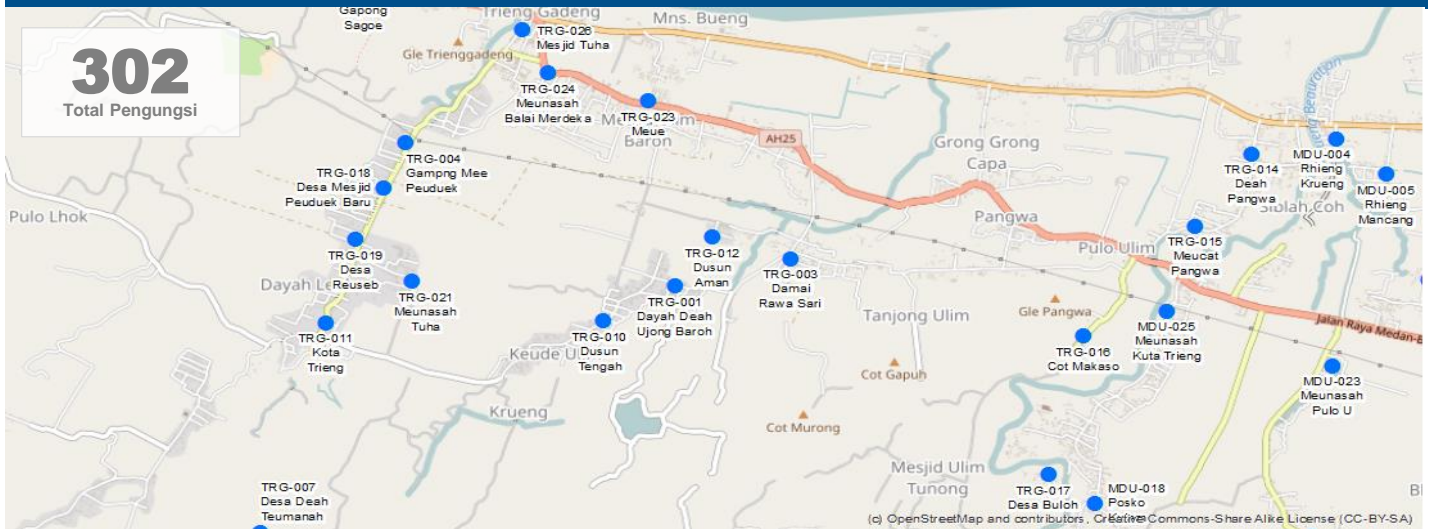 Gapong
Sagoe
Trieng Gadeng
Mns. Bueng
302
Total Pengungsi
Gle Trienggadeng
TRG-026
Mesjid Tuha
TRG-024
Meunasah
Balai Merdeka
TRG-023
Meue
Baron
AH25
Grong Grong
Capa
TRG-004
Gampng Mee
Peuduek
TRG-018
Desa Mesjid
Peuduek Baru
TRG-014
Deah
Pangwa
MDU-004
Rhieng
Krueng
MDU-005
Rhieng
Mancang
Siblah Coh
Pulo Lhok
Pangwa
Pulo Ulim
TRG-015
Meucat
Pangwa
TRG-019
Desa
Reuseb
TRG-012
Dusun
Aman
TRG-003
Damai
Rawa Sari
TRG-021
Meunasah
Tuha
TRG-001
Dayah Deah
Ujong Baroh
Tanjong Ulim
Gle Pangwa
MDU-025
Meunasah
Kuta Trieng
Jalan Raya Medan-B
TRG-011
Kota
Trieng
TRG-010
Dusun
Tengah
TRG-016
Cot Makaso
Cot Gapuh
MDU-023
Meunasah
Pulo U
Krueng
Cot Murong
Mesjid Ulim
Tunong
TRG-007
Desa Deah
Teumanah
TRG-017
Desa Buloh
MDU-018
Posko
(c) OpenStreetMap and contributors, Creative Commons-Share Alike License (CC-BY-SA)